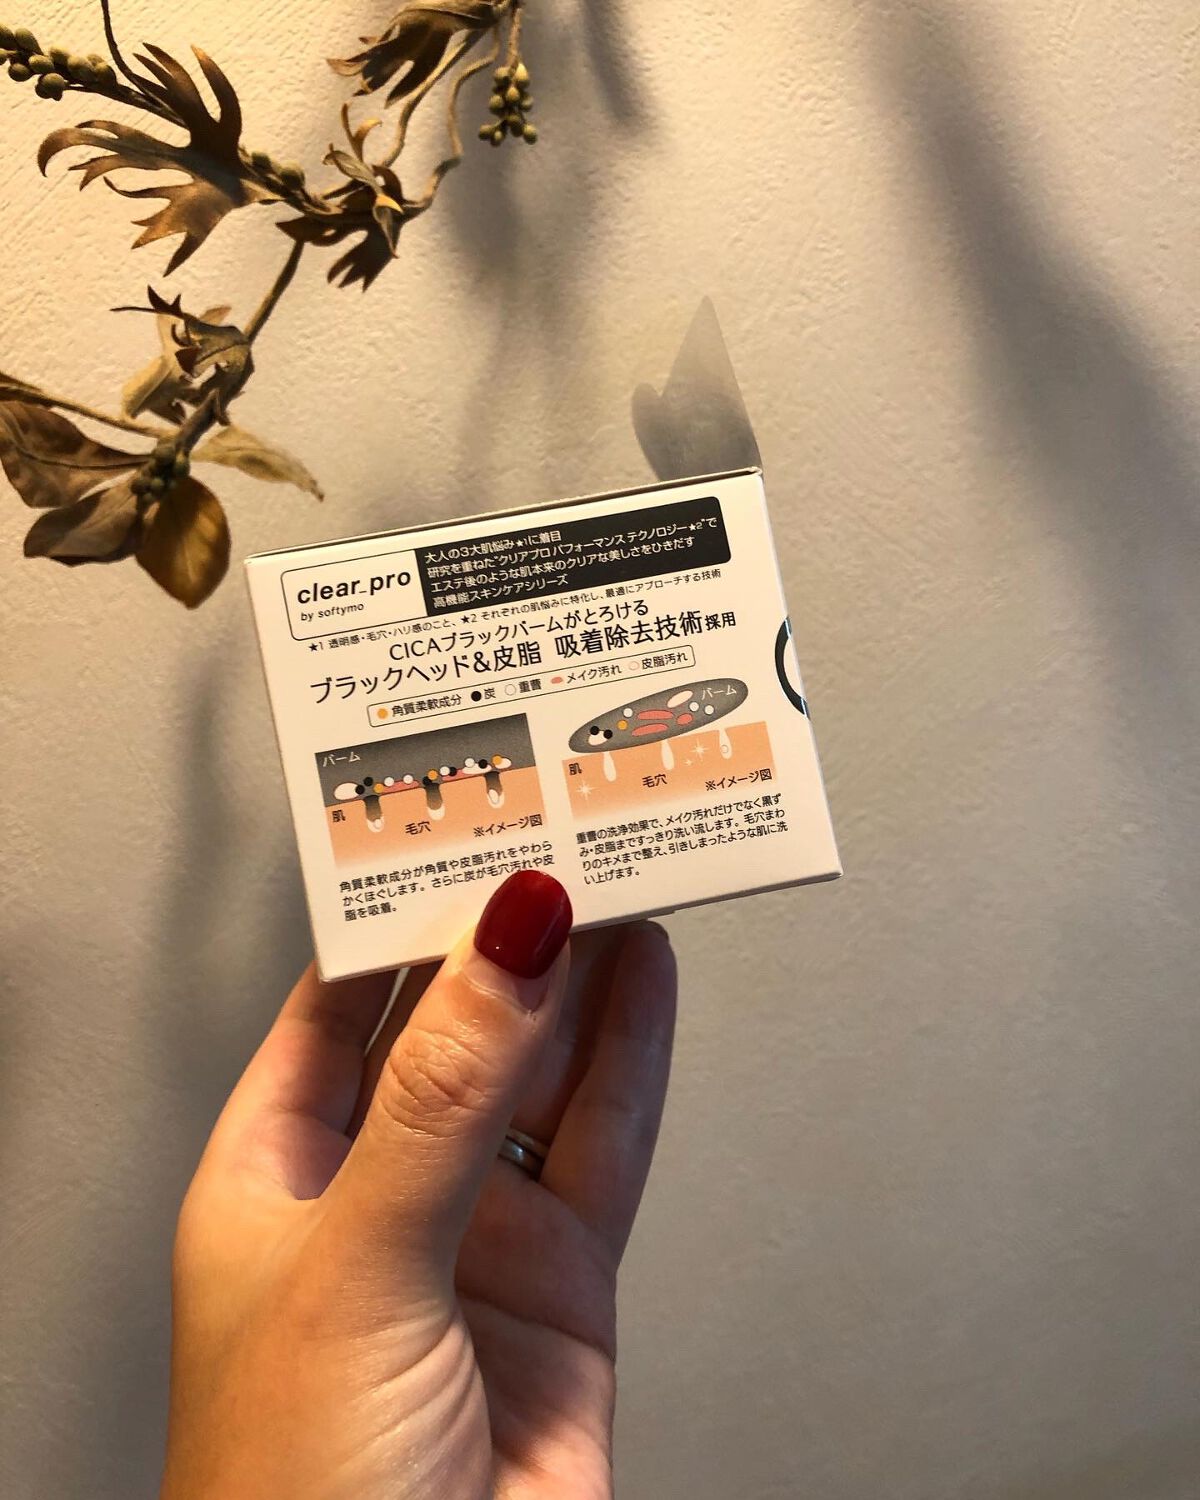 clear_pro
by softymo
大人の3大肌悩み★1に着目
研究を重ねた"クリアプロ パフォーマンステクノロジー★2"で
エステ後のような肌本来のクリアな美しさをひきだす
高機能スキンケアシリーズ
★1 透明感・毛穴・ハリ感のこと、★2 それぞれの肌悩みに特化し、最適にアプローチする技術
CICAブラックバームがとろける
ブラックヘッド&皮脂 吸着除去技術採用
角質柔軟成分 炭 重曹 メイク汚れ 皮脂汚れ
バーム
肌
毛穴
※イメージ図
角質柔軟成分が角質や皮脂汚れをやわら
かくほぐします。さらに炭が毛穴汚れや皮
脂を吸着。
バーム
肌
毛穴
※イメージ図
重曹の洗浄効果で、メイク汚れだけでなく黒ず
み・皮脂まですっきり洗い流します。毛穴まわ
りのキメまで整え、引きしまったような肌に洗
い上げます。